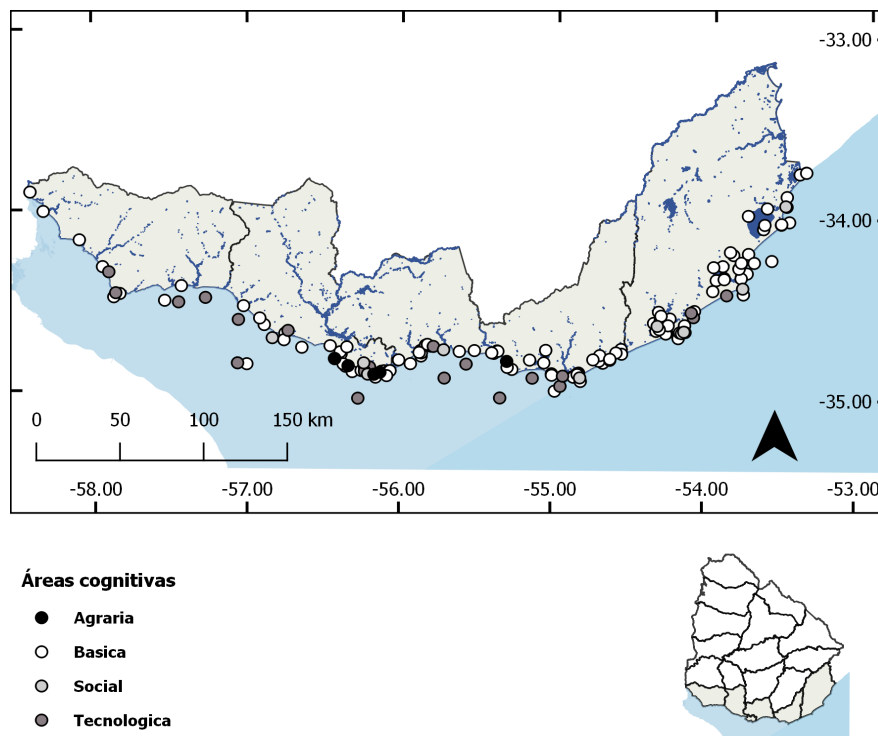 -33.00
-34.00
-35.00
0 50 100 150 km
-58.00 -57.00 -56.00 -55.00 -54.00 -53.00
Áreas cognitivas
Agraria
Basica
Social
Tecnologica